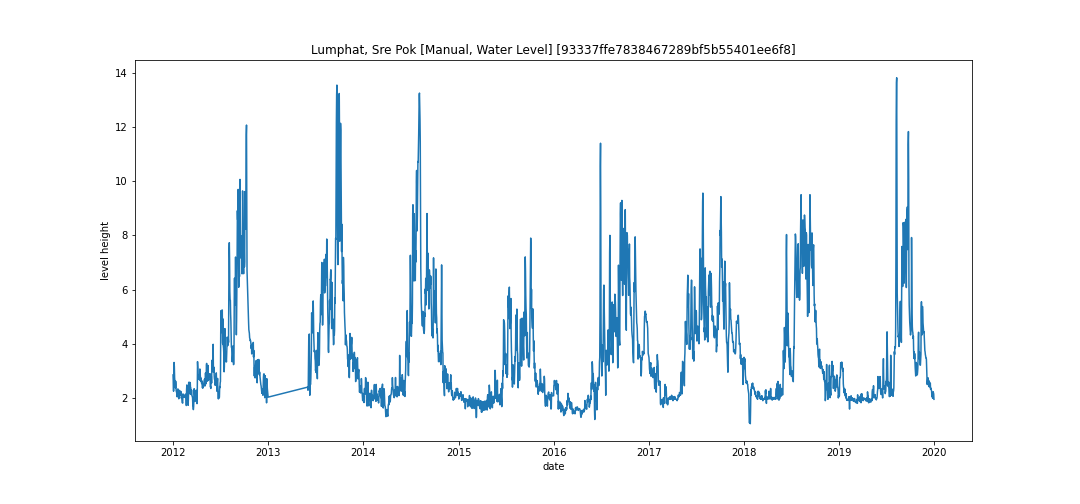 Lumphat, Sre Pok [Manual, Water Level] [93337ffe7838467289bf5b55401ee6f8]
14
12
10
8
6
4
2
level height
2012 2013 2014 2015 2016 2017 2018 2019 2020
date